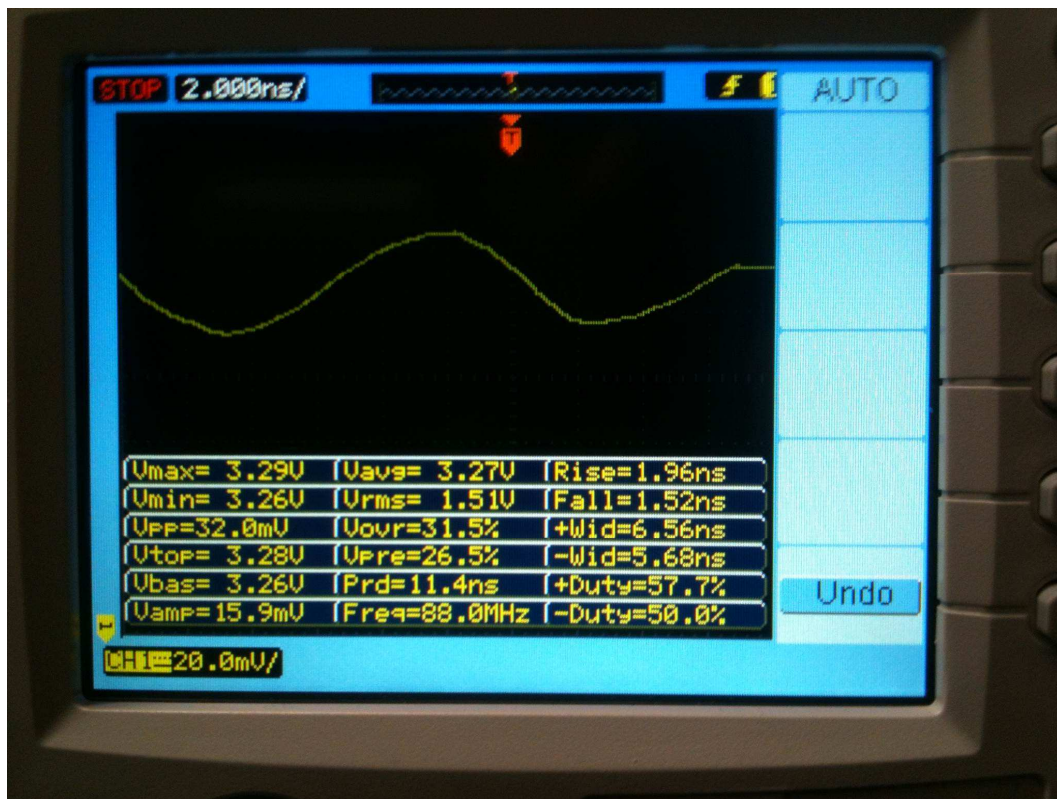 STOP 2.000ns/ T AUTO
T
Vmax= 3.29V Vavg= 3.27V Rise=1.96ns
Vmin= 3.26V Vrms= 1.51V Fall=1.52ns
Vpp=32.0mV Vovr=31.5% +Wid=6.56ns
Vtop= 3.28V Vpre=26.5% -Wid=5.68ns
Vbas= 3.26V Prd=11.4ns +Duty=57.7%
Vamp=15.9mV Freq=88.0MHz -Duty=50.0%
Undo
CH1 20.0mV/